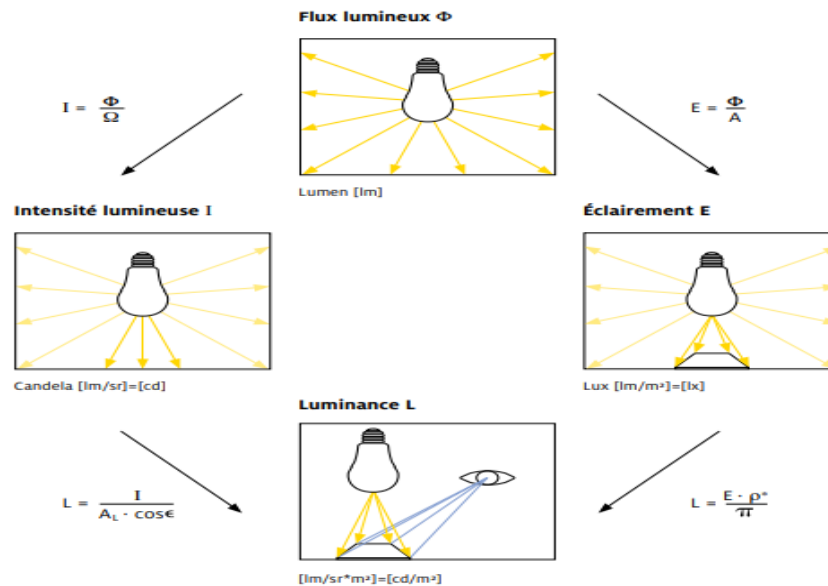 Flux lumineux Φ
I = Φ / Ω
E = Φ / A
Lumen [lm]
Intensité lumineuse I
Éclairement E
Candela [lm/sr]=[cd]
Lux [lm/m²]=[lx]
Luminance L
L = I / A_L · cosϵ
L = E · ρ* / π
[lm/sr*m²]=[cd/m²]